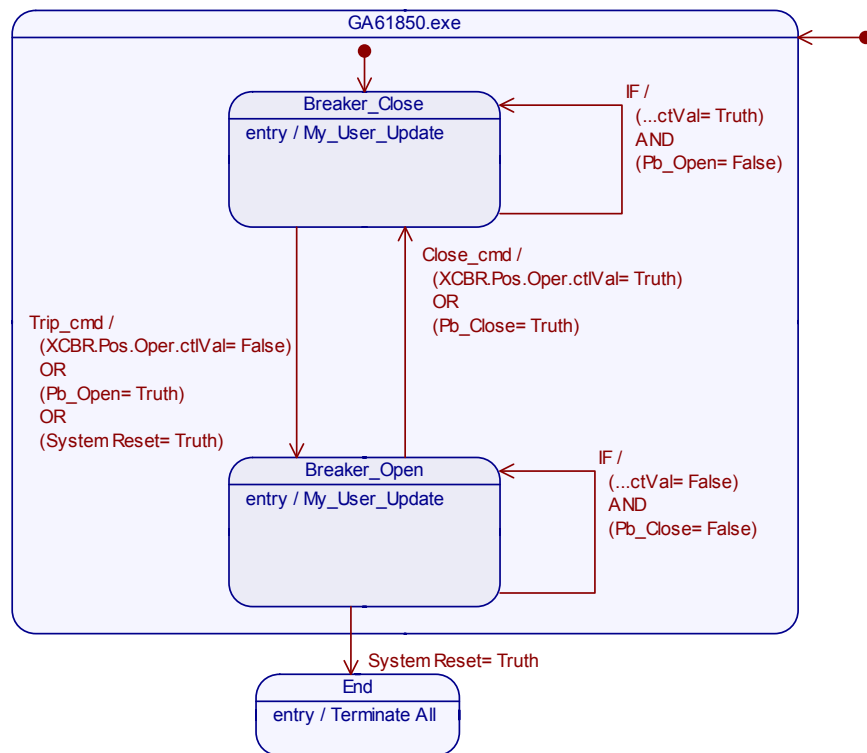 GA61850.exe
Breaker_Close
entry / My_User_Update
IF /
(...ctVal= Truth)
AND
(Pb_Open= False)
Close_cmd /
(XCBR.Pos.Oper.ctlVal= Truth)
OR
(Pb_Close= Truth)
Trip_cmd /
(XCBR.Pos.Oper.ctlVal= False)
OR
(Pb_Open= Truth)
OR
(System Reset= Truth)
Breaker_Open
entry / My_User_Update
IF /
(...ctVal= False)
AND
(Pb_Close= False)
System Reset= Truth
End
entry / Terminate All